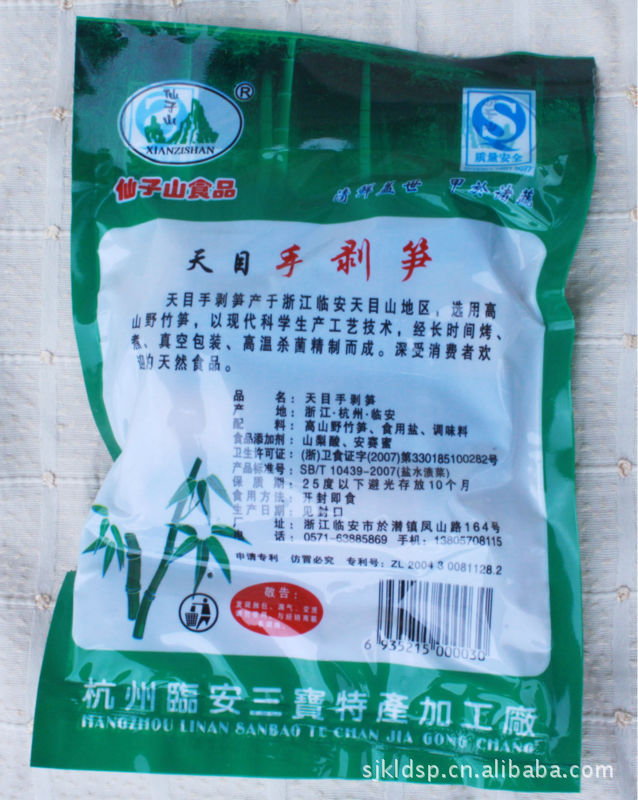 仙子山
XIANZISHAN
®
仙子山食品
质量安全
清鲜盖世 甲于蔬蕨
天目手剥笋
天目手剥笋产于浙江临安天目山地区，选用高
山野竹笋，以现代科学生产工艺技术，经长时间烤、
煮、真空包装、高温杀菌精制而成。深受消费者欢
迎的天然食品。
品名：天目手剥笋
产地：浙江·杭州·临安
配料：高山野竹笋、食用盐、调味料
食品添加剂：山梨酸、安赛蜜
卫生许可证：(浙)卫食证字(2007)第330185100282号
产品标准号：SB/T 10439-2007(盐水渍菜)
保质期：25度以下避光存放10个月
食用方法：开封即食
生产日期：见封口
厂址：浙江临安市於潜镇凤山路164号
电话：0571-63885869 手机：13805708115
申请专利 仿冒必究 专利号：ZL 2004 3 0081128.2
敬告：
6 935215 000030
杭州臨安三寶特產加工廠
HANGZHOU LINAN SANBAO TE CHAN JIA GONG CHANG
sjkldsp.cn.alibaba.com